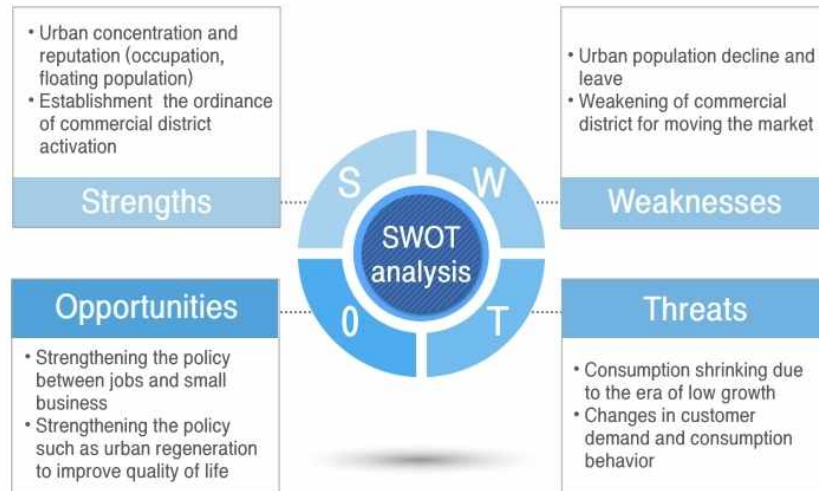 • Urban concentration and
reputation (occupation,
floating population)
• Establishment the ordinance
of commercial district
activation
Strengths
• Urban population decline and
leave
• Weakening of commercial
district for moving the market
Weaknesses
S
W
SWOT
analysis
O
T
Opportunities
• Strengthening the policy
between jobs and small
business
• Strengthening the policy
such as urban regeneration
to improve quality of life
Threats
• Consumption shrinking due
to the era of low growth
• Changes in customer
demand and consumption
behavior